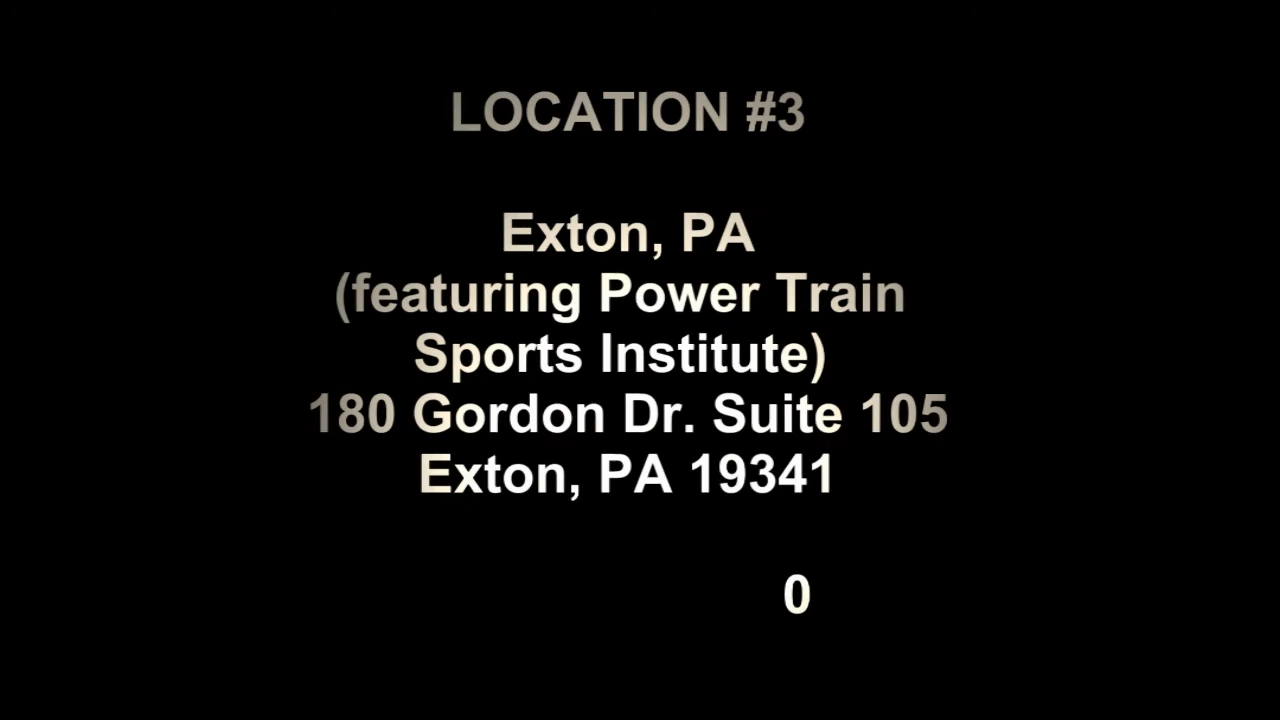 LOCATION #3
Exton, PA
(featuring Power Train
Sports Institute)
180 Gordon Dr. Suite 105
Exton, PA 19341
0